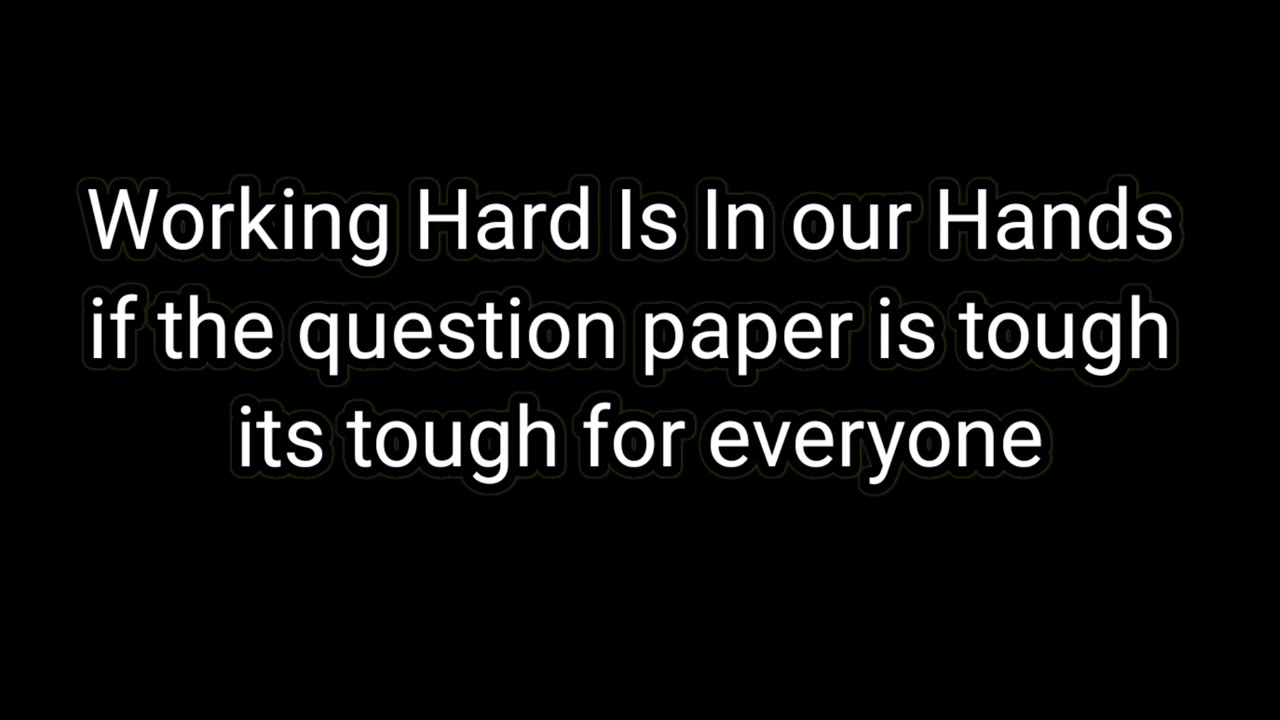 Working Hard Is In our Hands
if the question paper is tough
its tough for everyone